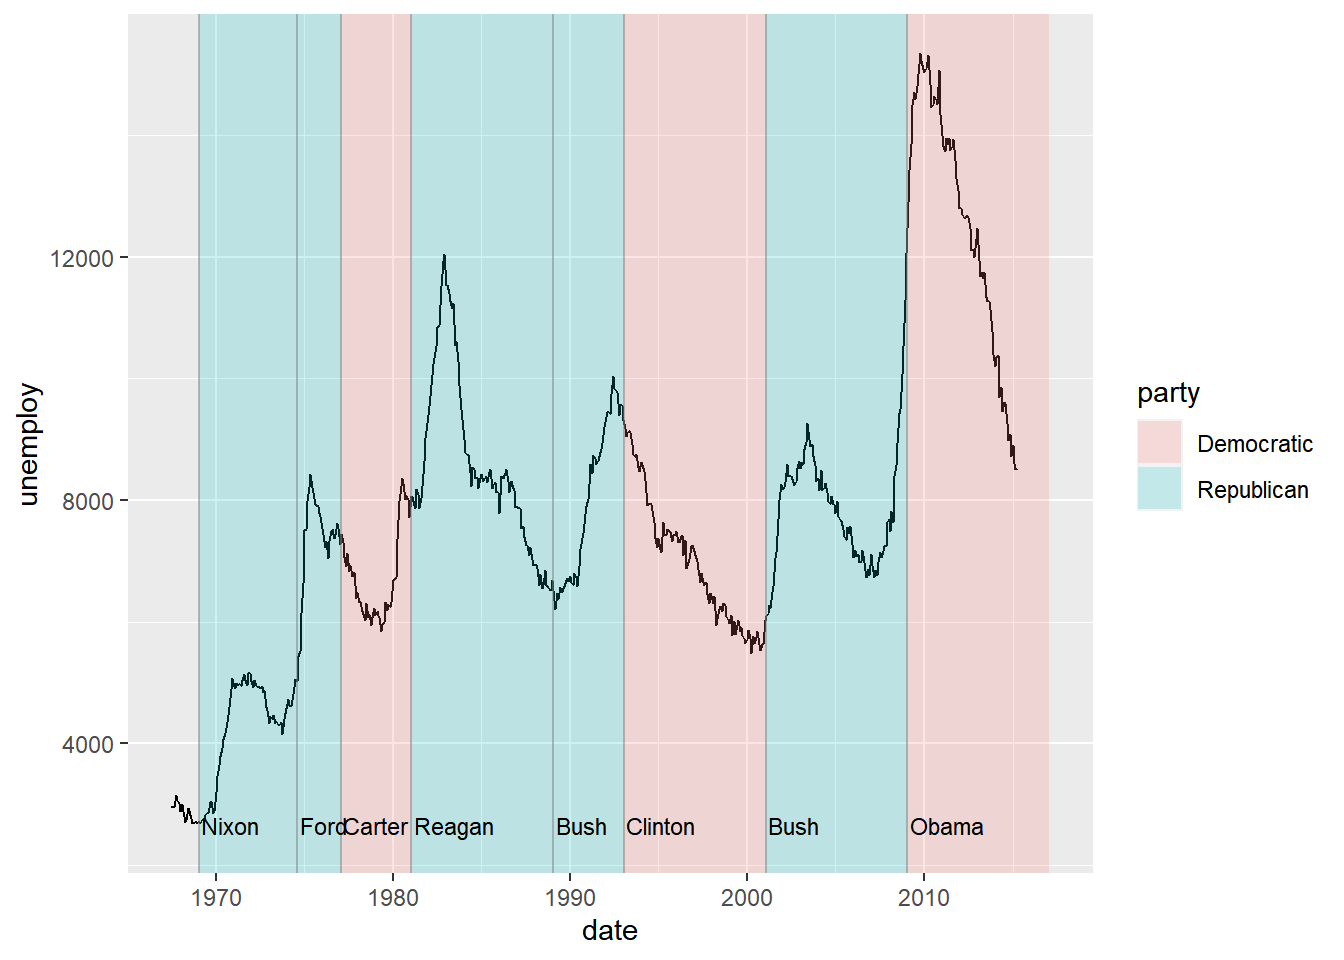 unemploy
12000
8000
4000
Nixon Ford Carter Reagan Bush Clinton Bush Obama
1970 1980 1990 2000 2010
date
party
Democratic
Republican